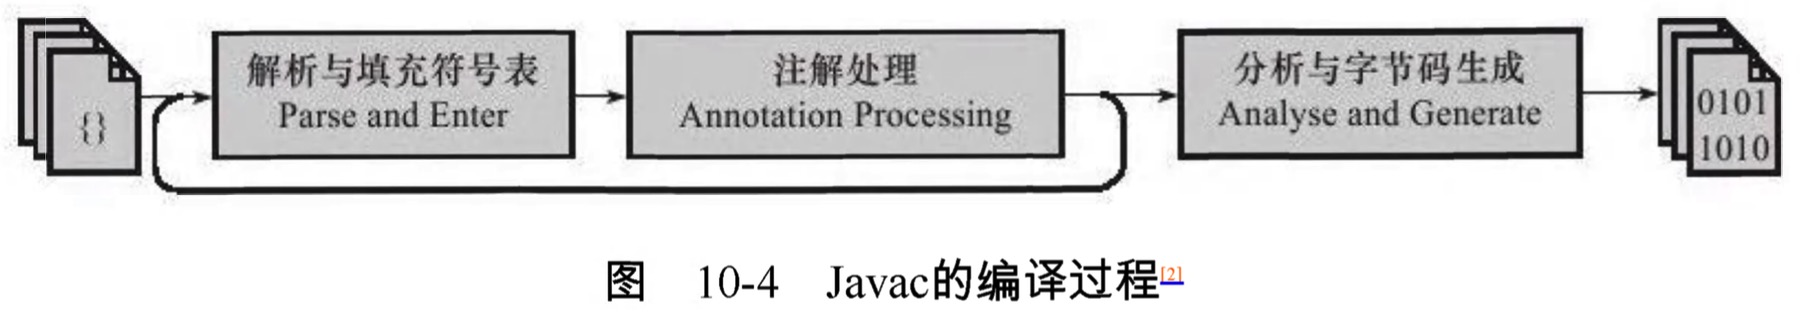 {}
解析与填充符号表
Parse and Enter
注解处理
Annotation Processing
分析与字节码生成
Analyse and Generate
0101
1010
图 10-4 Javac的编译过程[2]